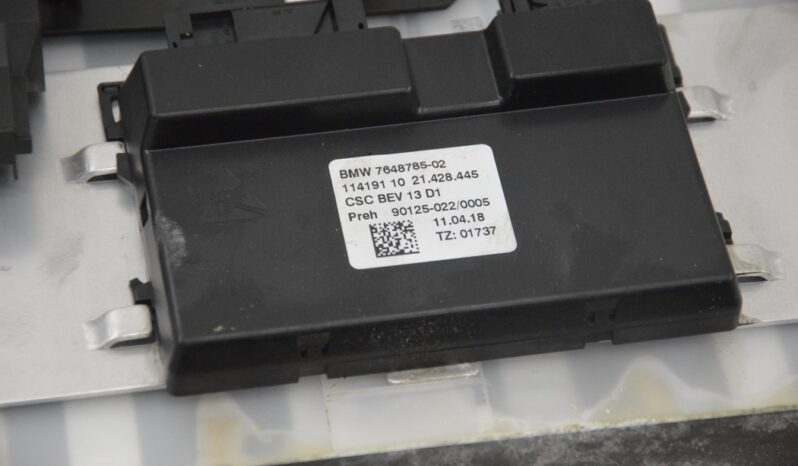 BMW 7648785-02
114191 10 21.428.445
CSC BEV 13 D1
Preh 90125-022/0005
11.04.18
TZ: 01737